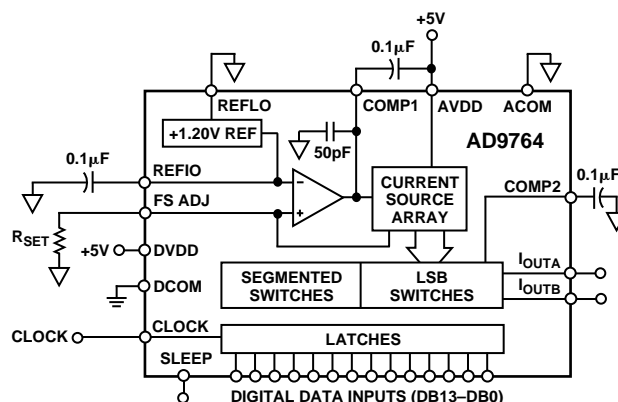 +5V
0.1µF
REFLO
COMP1
AVDD
ACOM
+1.20V REF
AD9764
50pF
0.1µF
REFIO
CURRENT
SOURCE
ARRAY
COMP2
0.1µF
FS ADJ
RSET
+5V
DVDD
DCOM
SEGMENTED
SWITCHES
LSB
SWITCHES
IOUTA
IOUTB
CLOCK
CLOCK
LATCHES
SLEEP
DIGITAL DATA INPUTS (DB13–DB0)